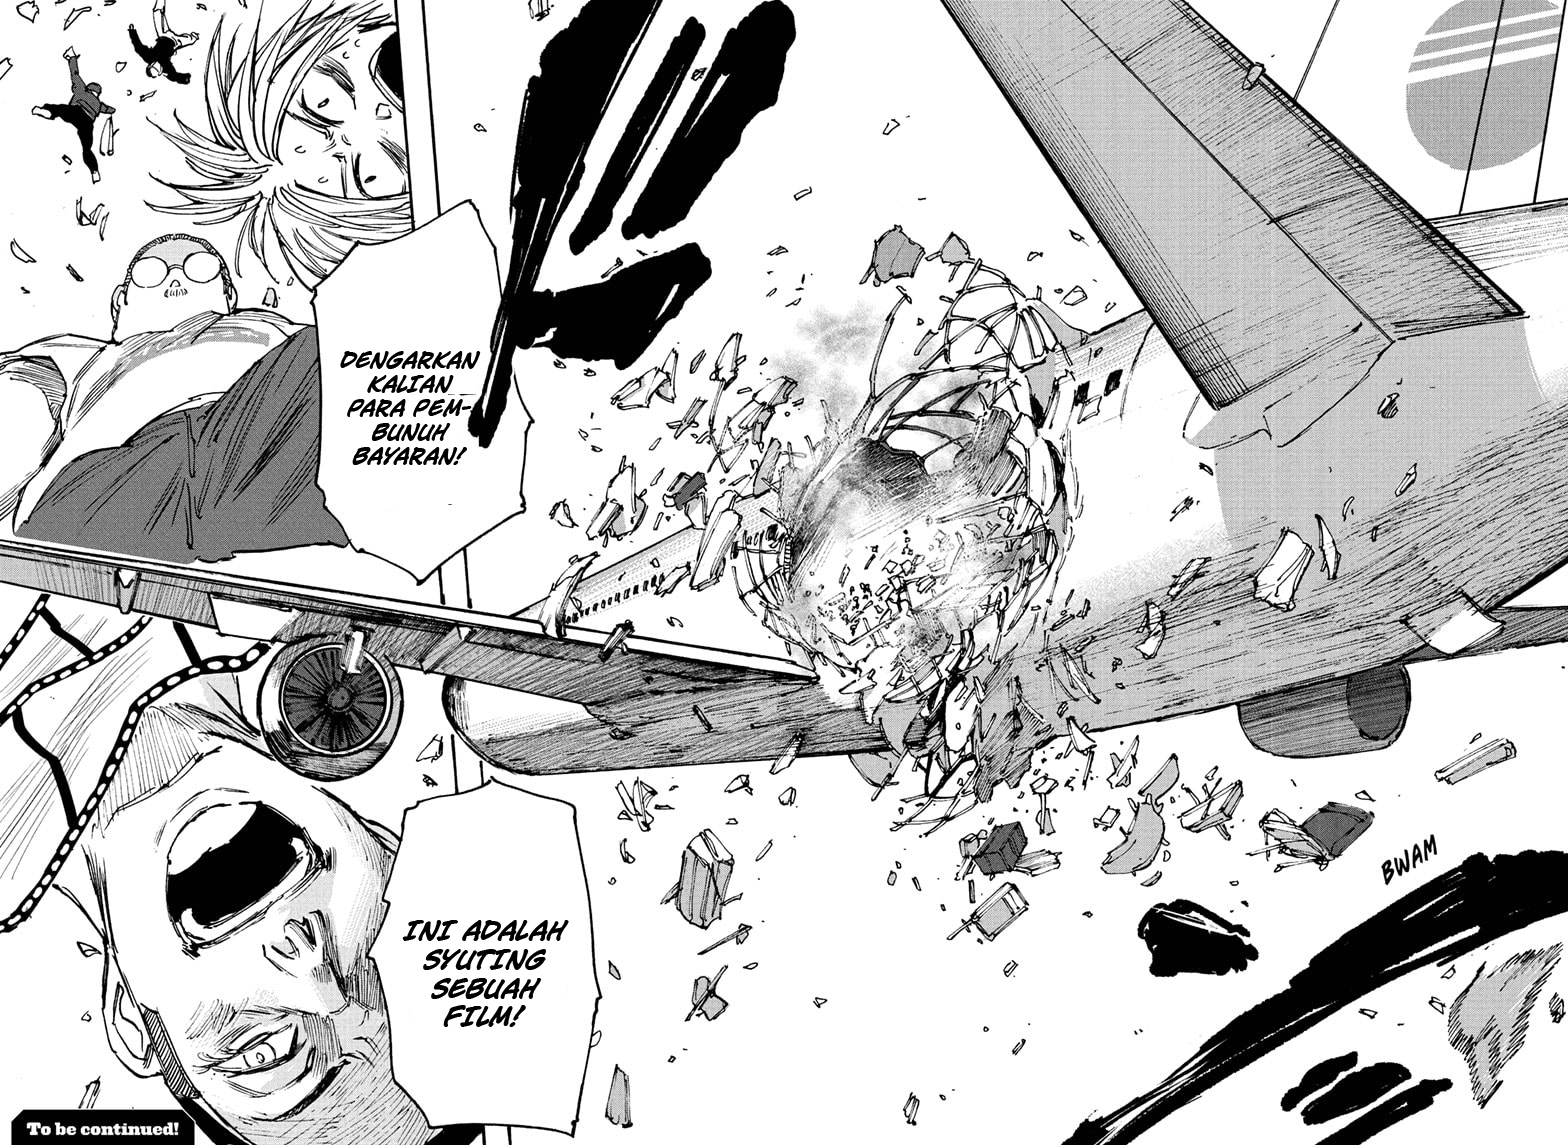 DENGARKAN
KALIAN
PARA PEM-
BUNUH
BAYARAN!
INI ADALAH
SYUTING
SEBUAH
FILM!
BWAM
To be continued!